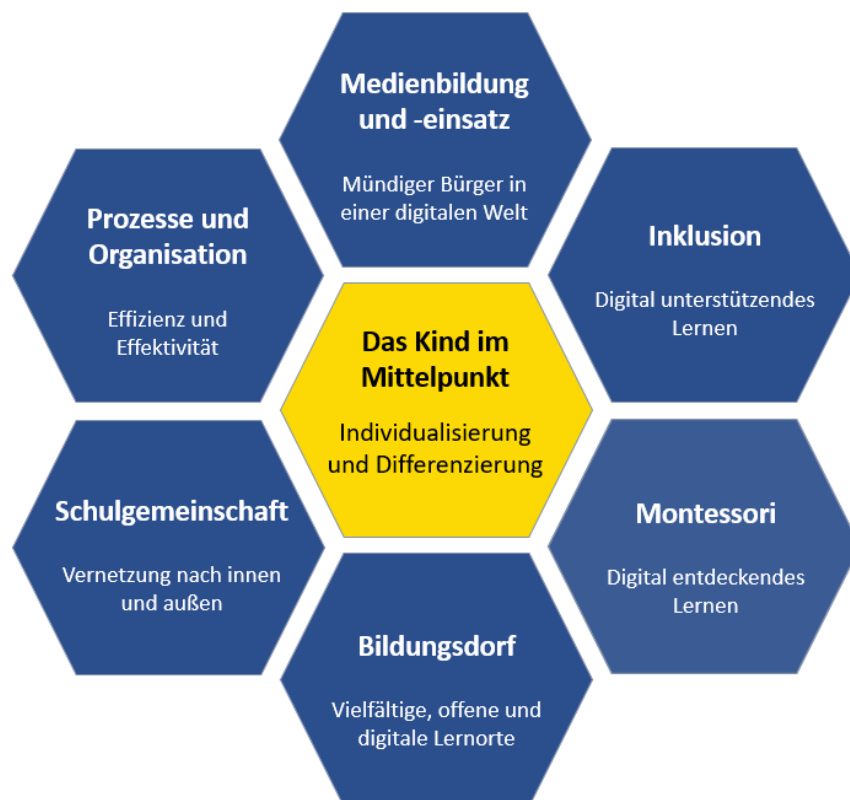 Medienbildung
und -einsatz
Mündiger Bürger in
einer digitalen Welt
Prozesse und
Organisation
Effizienz und
Effektivität
Inklusion
Digital unterstützendes
Lernen
Das Kind im
Mittelpunkt
Individualisierung
und Differenzierung
Schulgemeinschaft
Vernetzung nach innen
und außen
Montessori
Digital entdeckendes
Lernen
Bildungsdorf
Vielfältige, offene und
digitale Lernorte